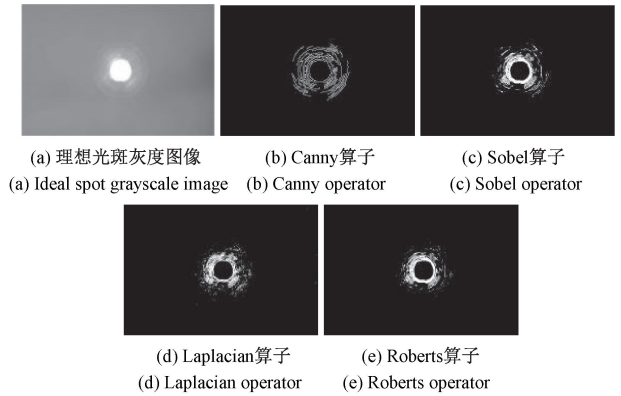 (a) 理想光斑灰度图像
(a) Ideal spot grayscale image
(b) Canny算子
(b) Canny operator
(c) Sobel算子
(c) Sobel operator
(d) Laplacian算子
(d) Laplacian operator
(e) Roberts算子
(e) Roberts operator